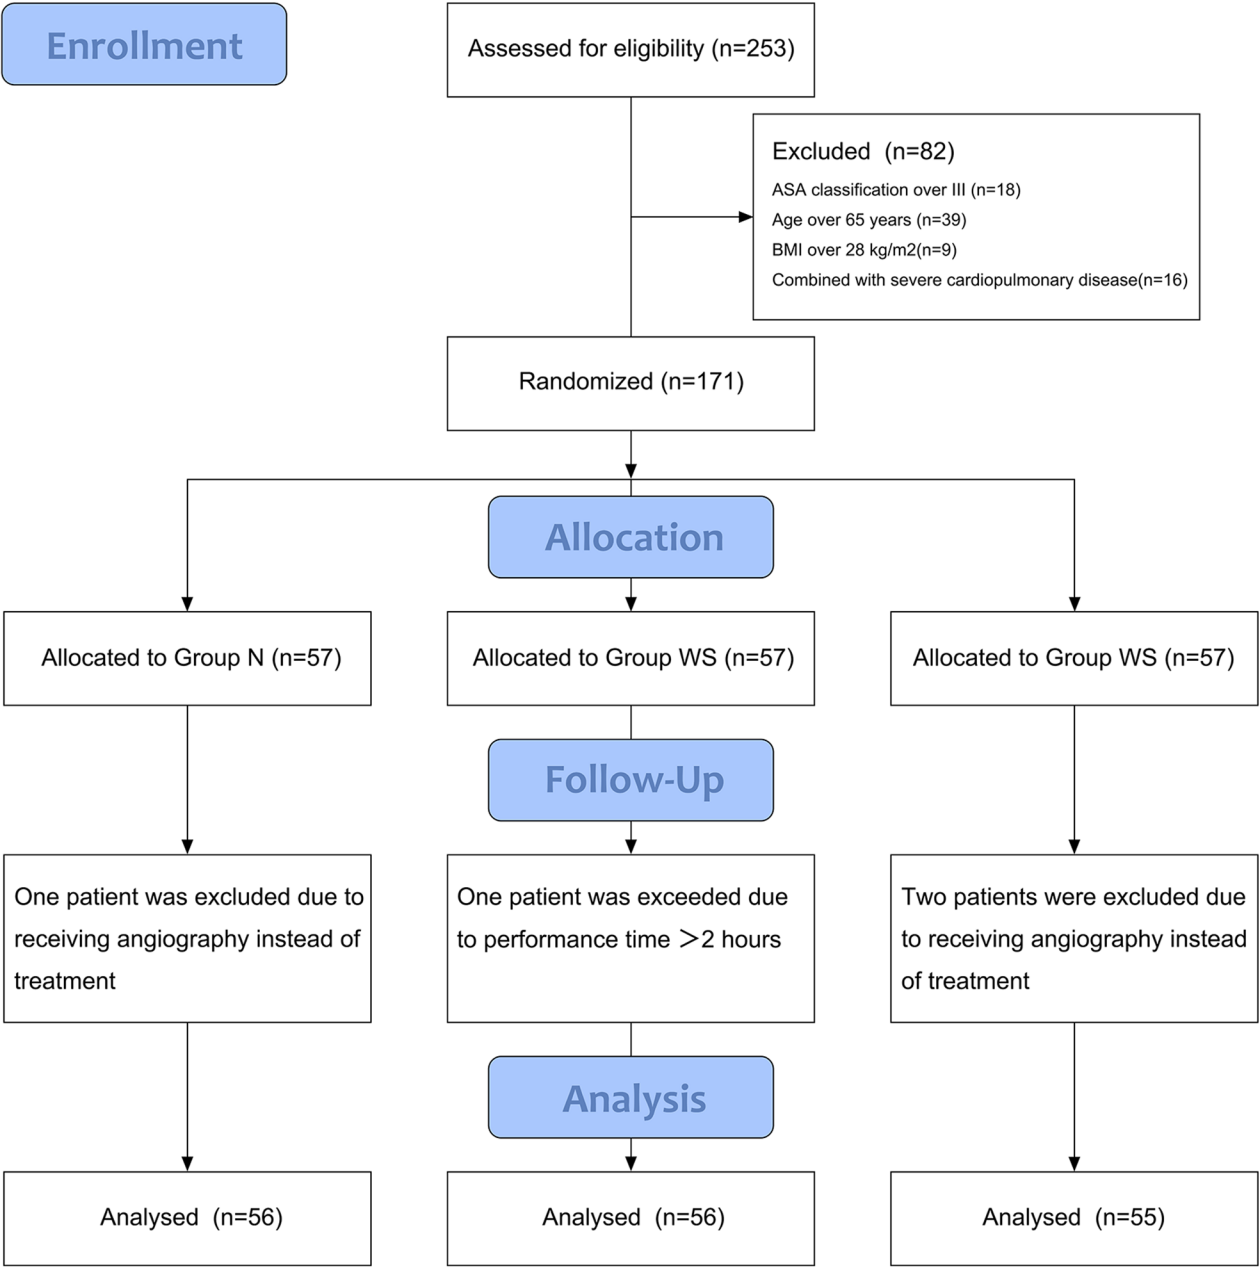 Enrollment
Assessed for eligibility (n=253)
Excluded (n=82)
ASA classification over III (n=18)
Age over 65 years (n=39)
BMI over 28 kg/m2(n=9)
Combined with severe cardiopulmonary disease(n=16)
Randomized (n=171)
Allocation
Allocated to Group N (n=57)
Allocated to Group WS (n=57)
Allocated to Group WS (n=57)
Follow-Up
One patient was excluded due to
receiving angiography instead of
treatment
One patient was exceeded due
to performance time >2 hours
Two patients were excluded due
to receiving angiography instead
of treatment
Analysis
Analysed (n=56)
Analysed (n=56)
Analysed (n=55)